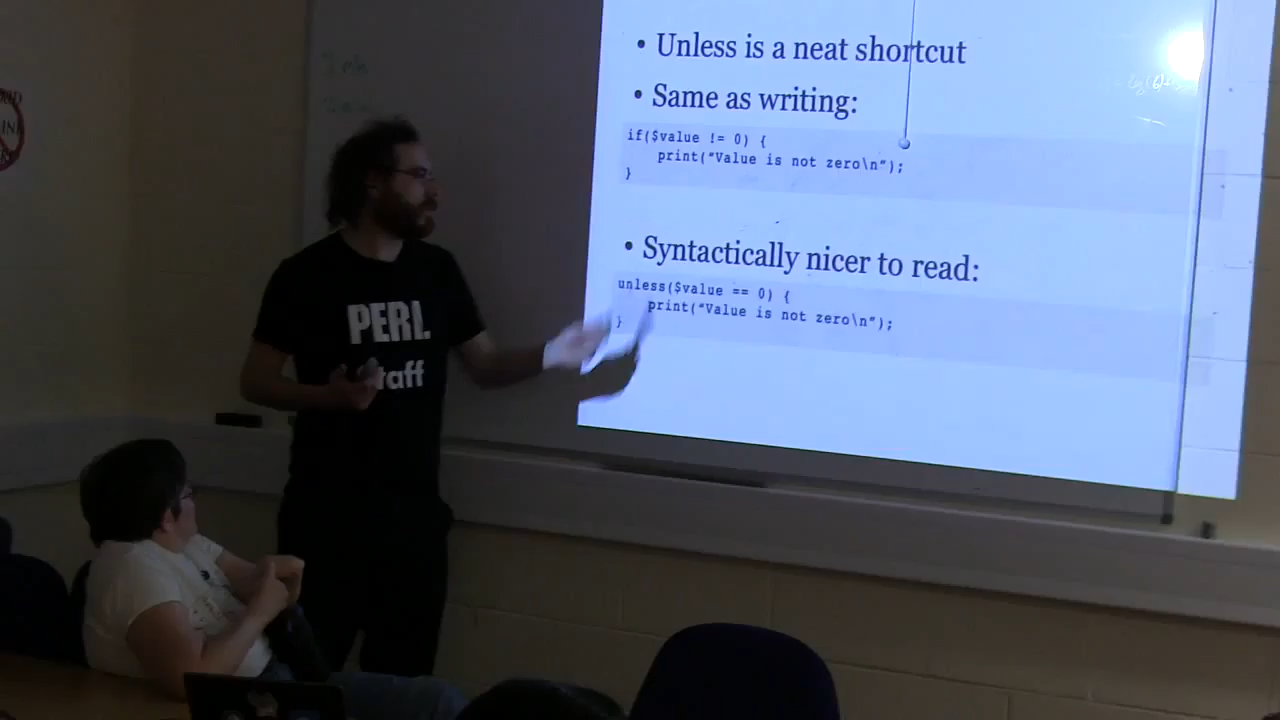 • Unless is a neat shortcut
• Same as writing:
if($value != 0) {
print("Value is not zero\n");
}
• Syntactically nicer to read:
unless($value == 0) {
print("Value is not zero\n");
}
PERL